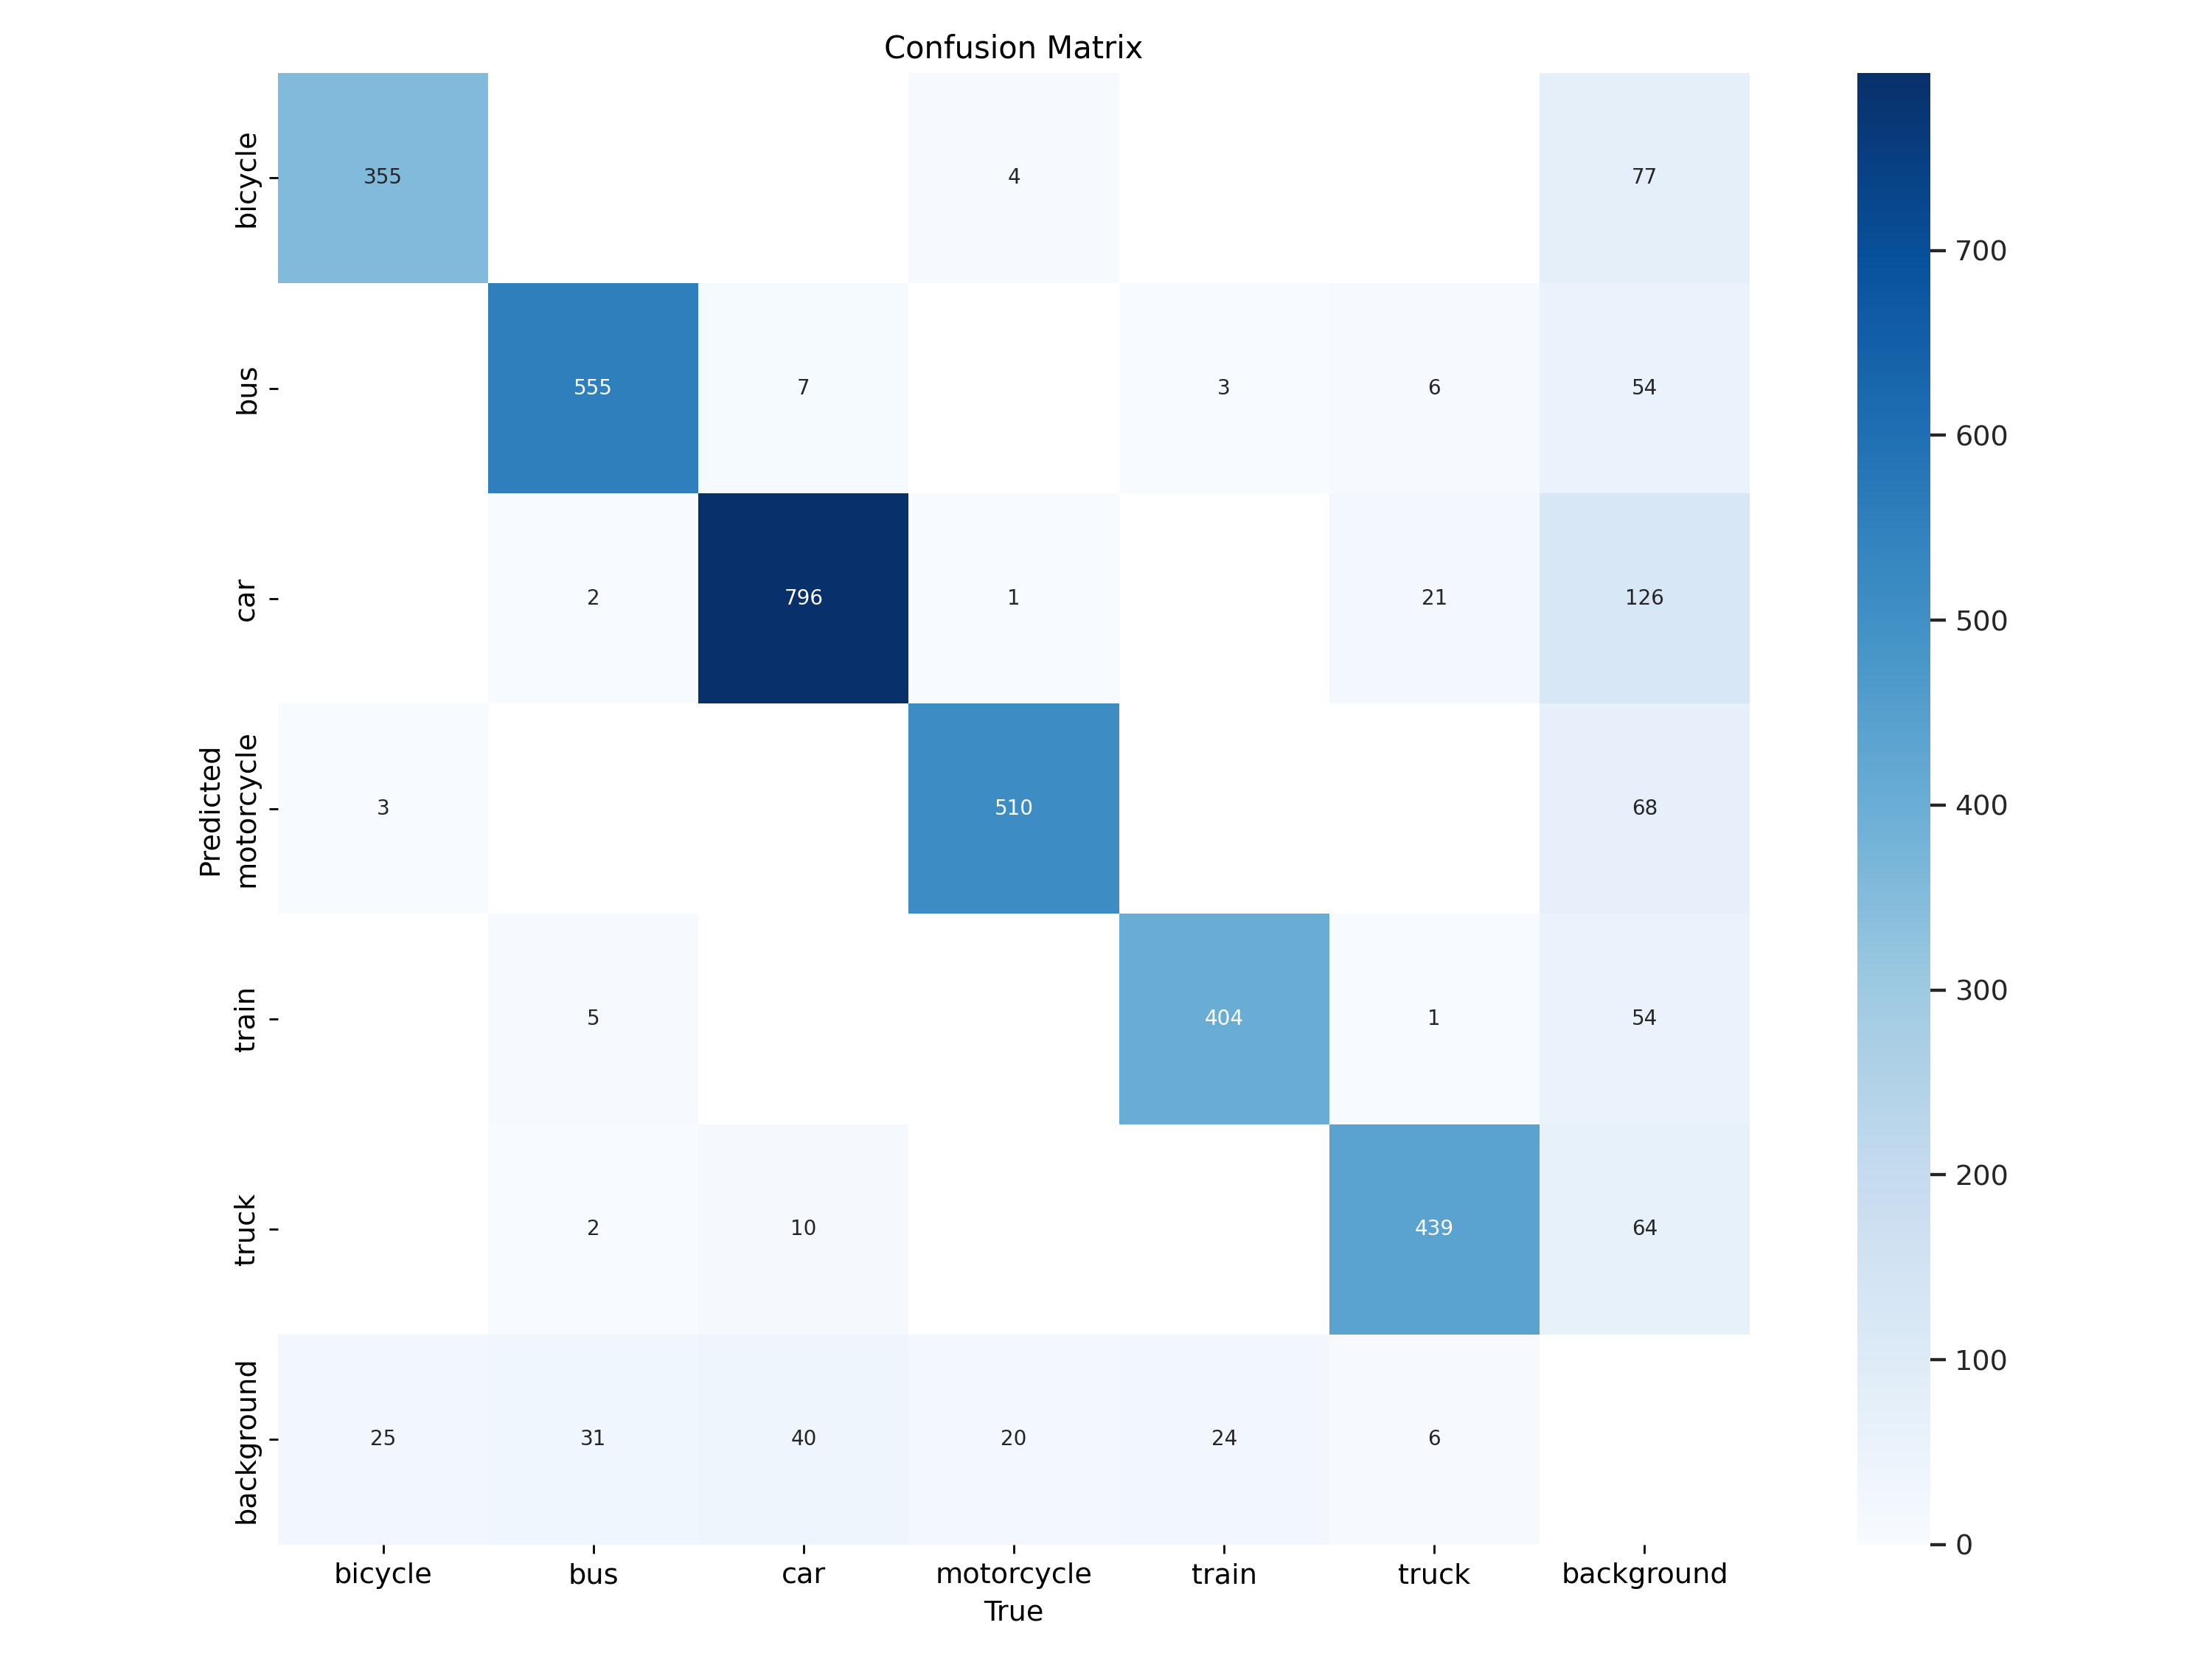 Confusion Matrix
bicycle 355 4 77
bus 555 7 3 6 54
car 2 796 1 21 126
motorcycle 3 510 68
train 5 404 1 54
truck 2 10 439 64
background 25 31 40 20 24 6
Predicted
bicycle bus car motorcycle train truck background
True
700
600
500
400
300
200
100
0